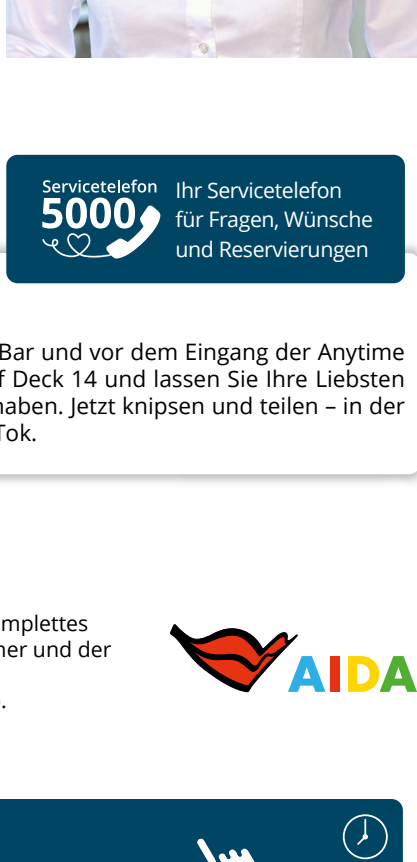 Servicetelefon
5000
Ihr Servicetelefon
für Fragen, Wünsche
und Reservierungen
Bar und vor dem Eingang der Anytime
Deck 14 und lassen Sie Ihre Liebsten
haben. Jetzt knipsen und teilen – in der
Tok.
mplettes
und der
AIDA